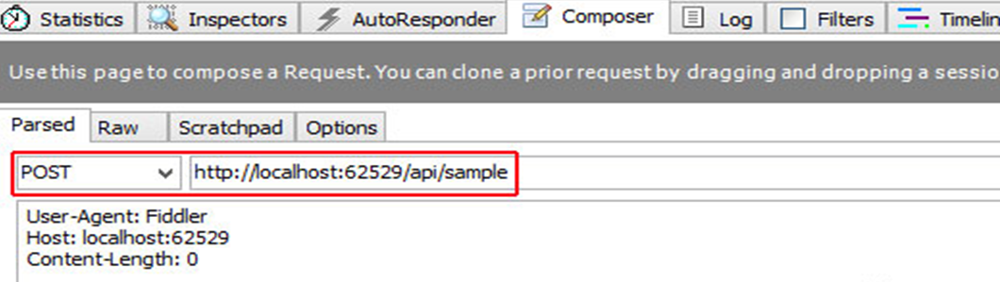 Statistics Inspectors AutoResponder Composer Log Filters
Use this page to compose a Request. You can clone a prior request by dragging and dropping a
Parsed Raw Scratchpad Options
POST http://localhost:62529/api/sample
User-Agent: Fiddler
Host: localhost:62529
Content-Length: 0